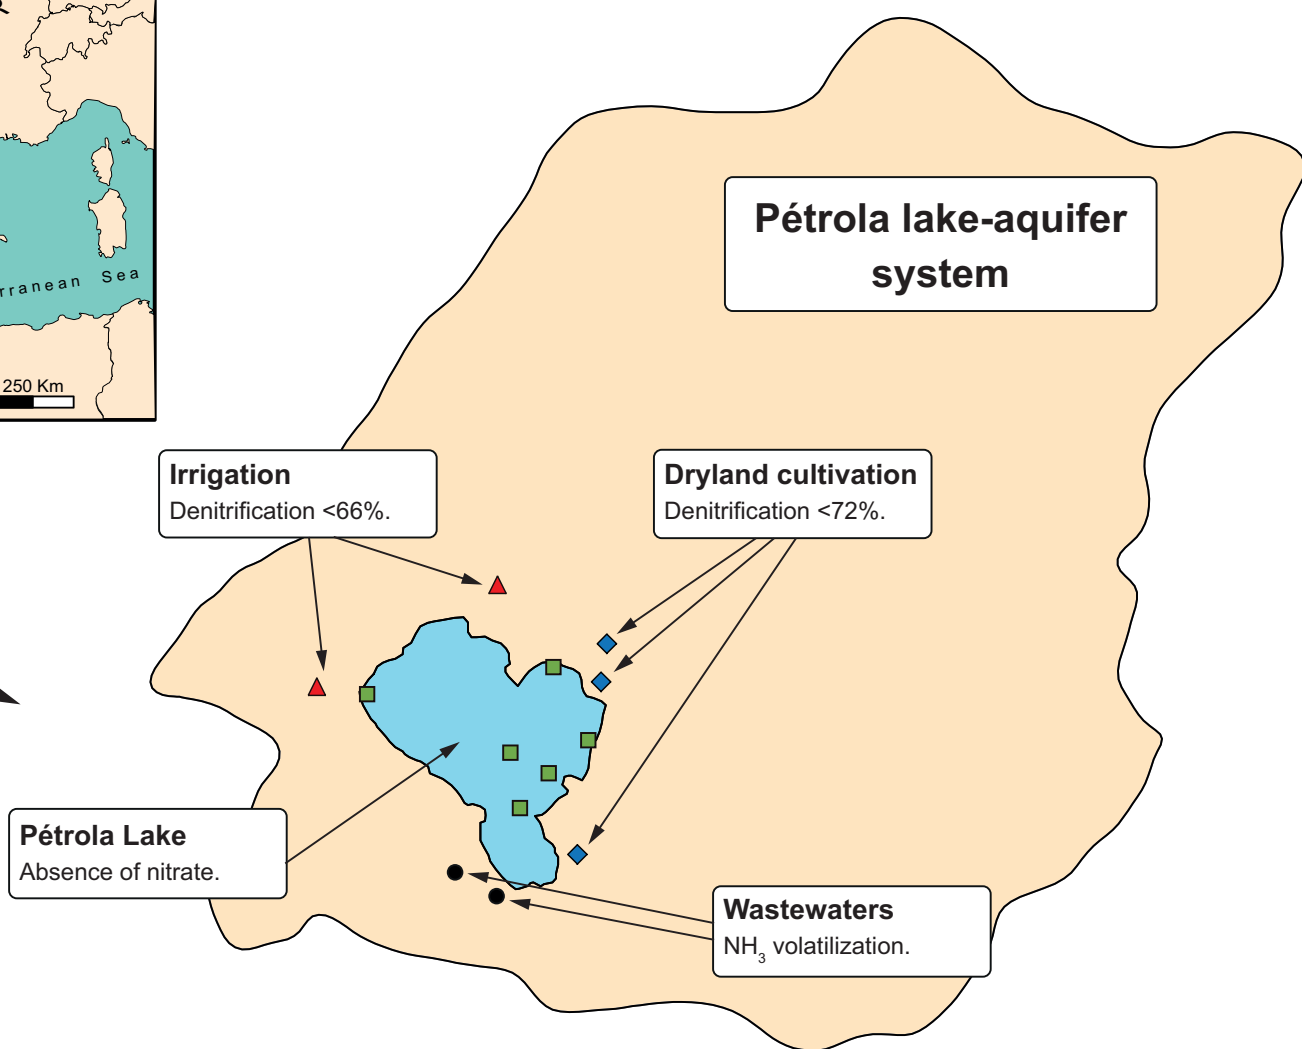 Sea
250 Km
Pétrola lake-aquifer
system
Irrigation
Denitrification <66%.
Dryland cultivation
Denitrification <72%.
Pétrola Lake
Absence of nitrate.
Wastewaters
NH3 volatilization.